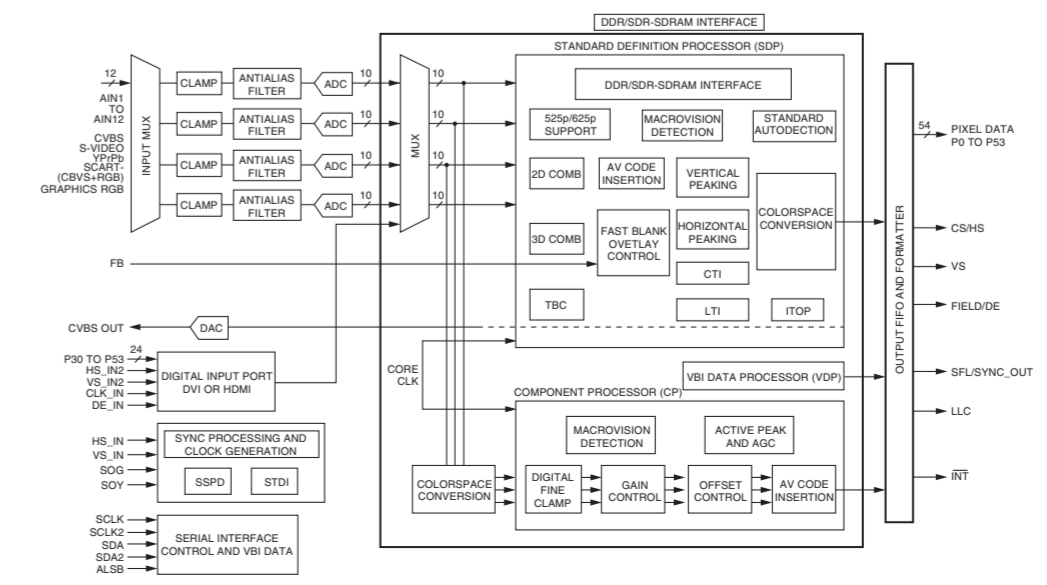 DDR/SDR-SDRAM INTERFACE
STANDARD DEFINITION PROCESSOR (SDP)
12
AIN1
TO
AIN12
CVBS
S-VIDEO
YPrPb
SCART-
(CBVS+RGB)
GRAPHICS RGB
INPUT MUX
CLAMP
ANTIALIAS
FILTER
ADC
10
CLAMP
ANTIALIAS
FILTER
ADC
10
CLAMP
ANTIALIAS
FILTER
ADC
10
CLAMP
ANTIALIAS
FILTER
ADC
10
MUX
10
10
10
10
DDR/SDR-SDRAM INTERFACE
525p/625p
SUPPORT
MACROVISION
DETECTION
STANDARD
AUTODECTION
2D COMB
AV CODE
INSERTION
VERTICAL
PEAKING
COLORSPACE
CONVERSION
3D COMB
FAST BLANK
OVETLAY
CONTROL
HORIZONTAL
PEAKING
CTI
TBC
LTI
ITOP
FB
CVBS OUT
DAC
P30 TO P53
24
HS_IN2
VS_IN2
CLK_IN
DE_IN
DIGITAL INPUT PORT
DVI OR HDMI
CORE
CLK
VBI DATA PROCESSOR (VDP)
COMPONENT PROCESSOR (CP)
MACROVISION
DETECTION
ACTIVE PEAK
AND AGC
HS_IN
VS_IN
SOG
SOY
SYNC PROCESSING AND
CLOCK GENERATION
SSPD
STDI
COLORSPACE
CONVERSION
DIGITAL
FINE
CLAMP
GAIN
CONTROL
OFFSET
CONTROL
AV CODE
INSERTION
SCLK
SCLK2
SDA
SDA2
ALSB
SERIAL INTERFACE
CONTROL AND VBI DATA
OUTPUT FIFO AND FORMATTER
54
PIXEL DATA
P0 TO P53
CS/HS
VS
FIELD/DE
SFL/SYNC_OUT
LLC
INT